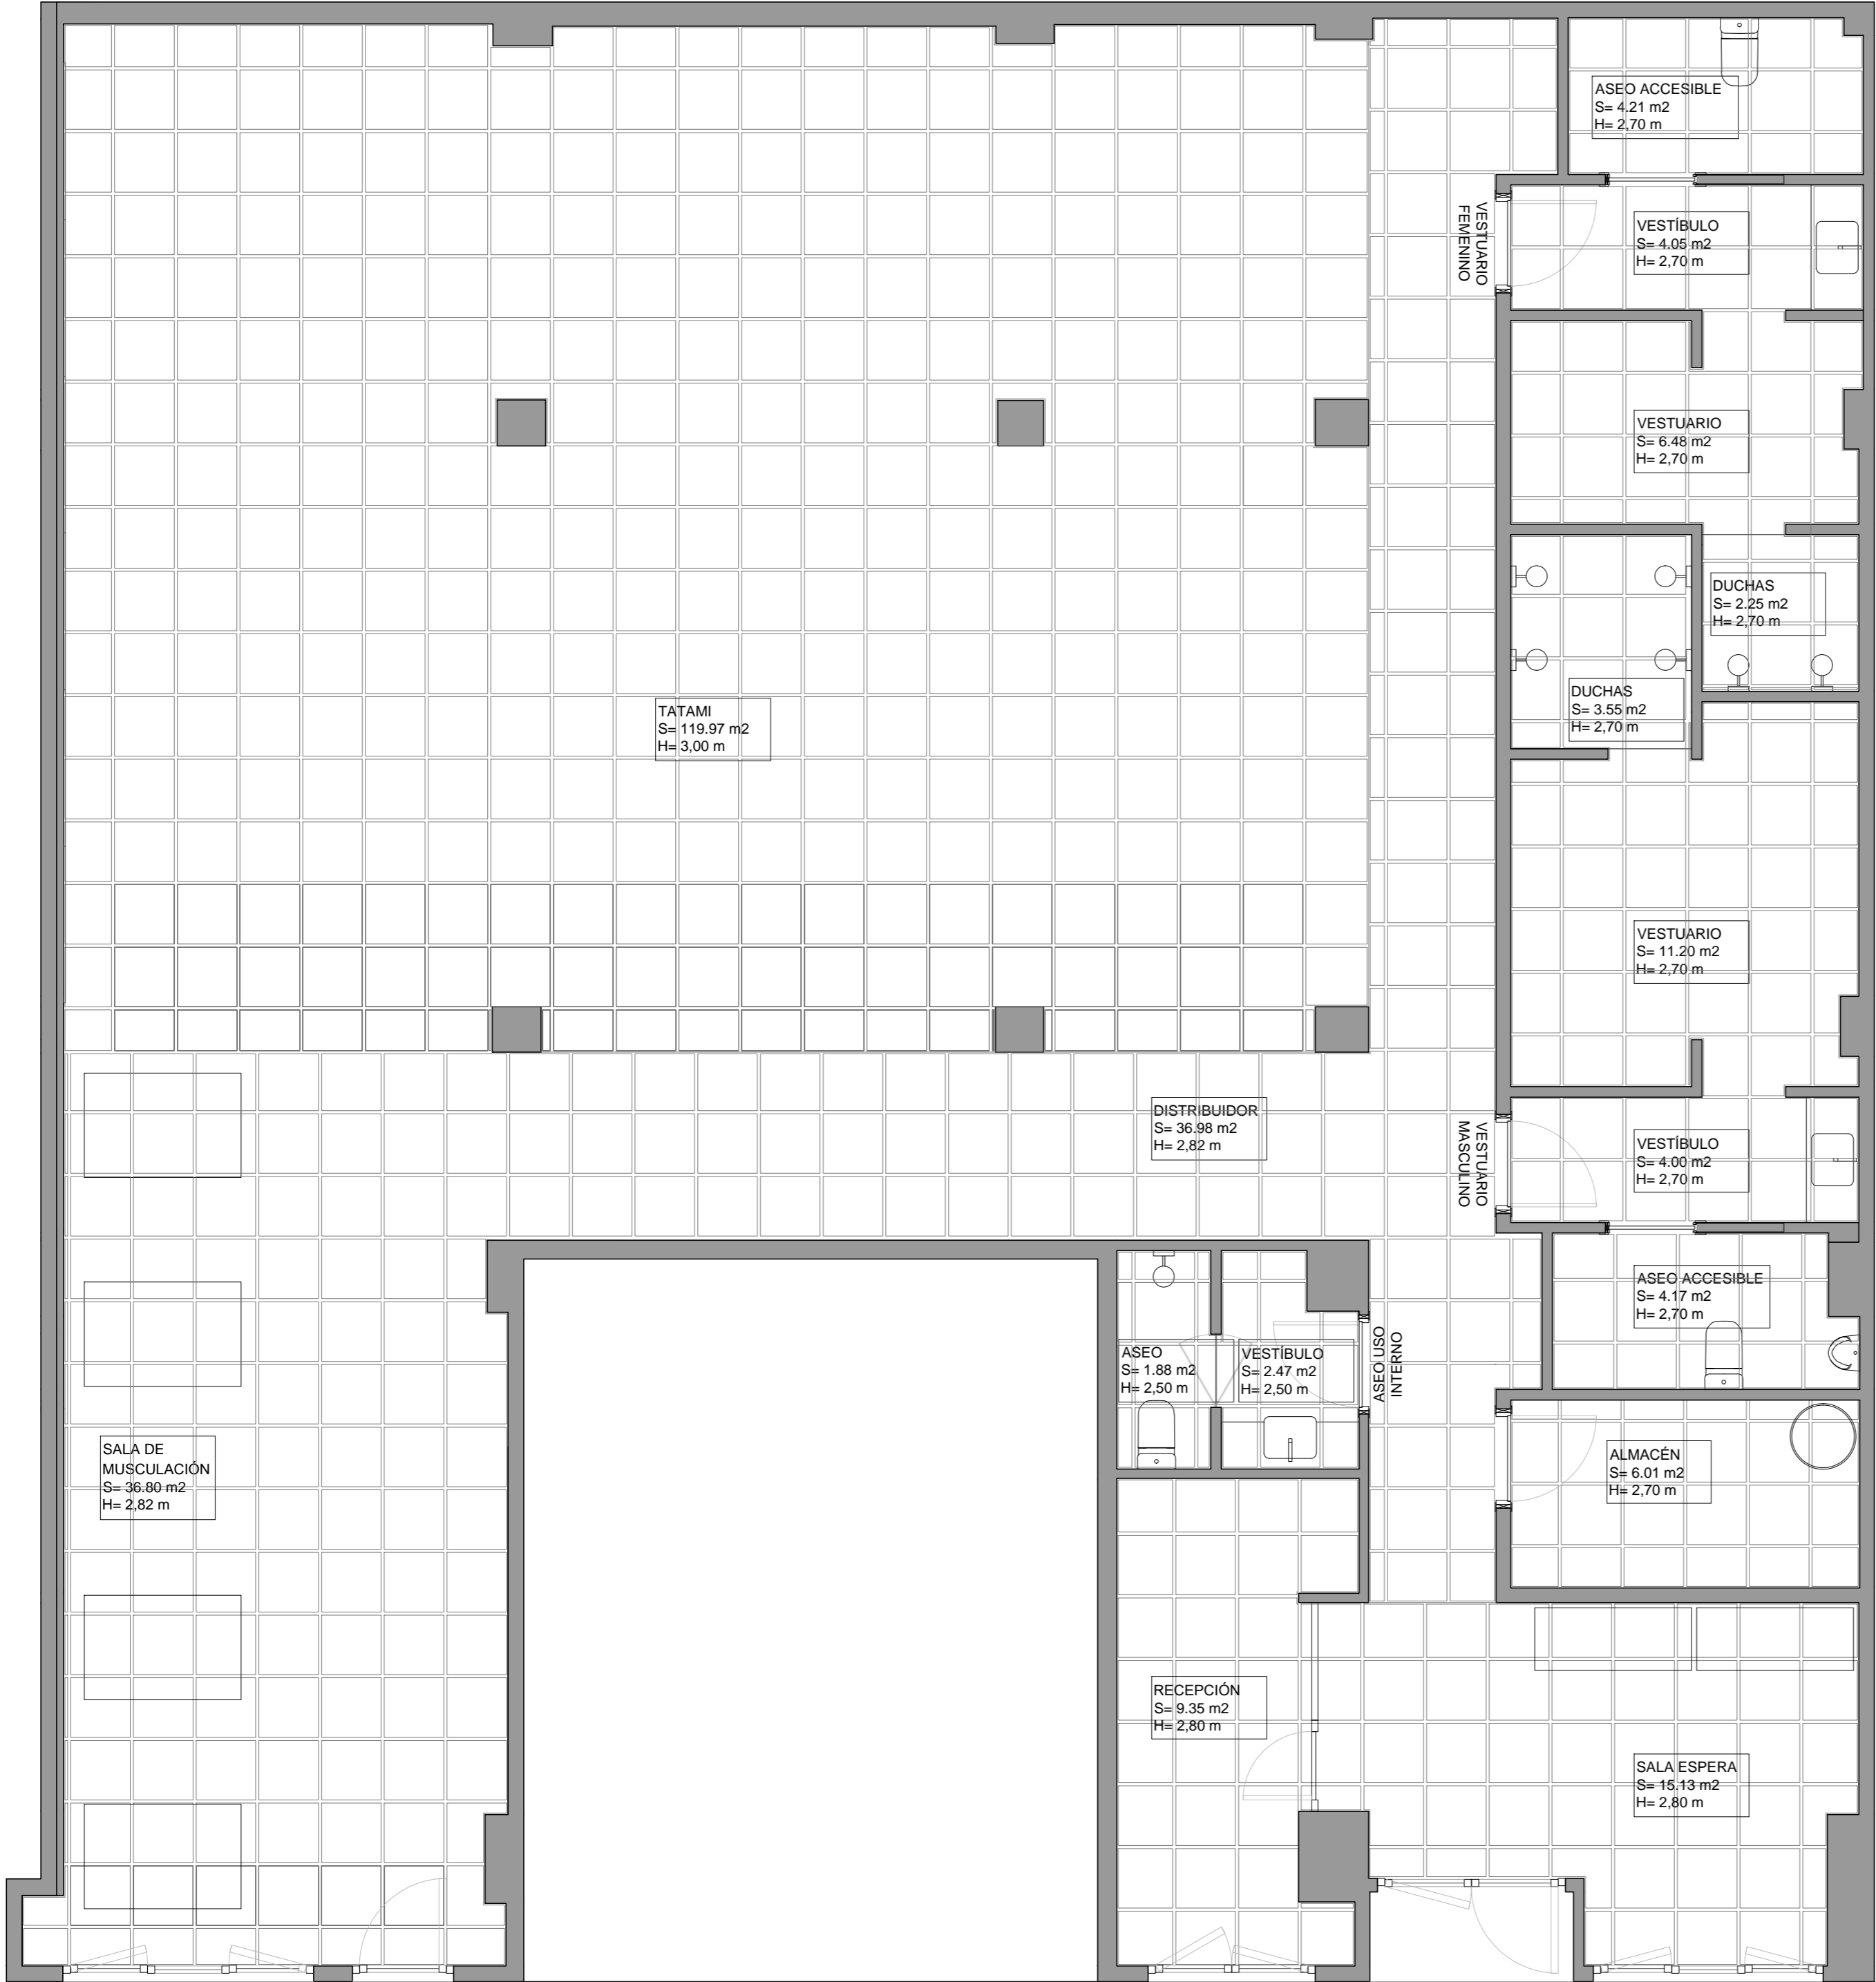 ASEO ACCESIBLE
S= 4.21 m2
H= 2,70 m
VESTUARIO
FEMENINO
VESTÍBULO
S= 4.05 m2
H= 2,70 m
VESTUARIO
S= 6.48 m2
H= 2,70 m
DUCHAS
S= 2.25 m2
H= 2,70 m
DUCHAS
S= 3.55 m2
H= 2,70 m
TATAMI
S= 119.97 m2
H= 3,00 m
VESTUARIO
S= 11.20 m2
H= 2,70 m
DISTRIBUIDOR
S= 36.98 m2
H= 2,82 m
VESTUARIO
MASCULINO
VESTÍBULO
S= 4.00 m2
H= 2,70 m
ASEO ACCESIBLE
S= 4.17 m2
H= 2,70 m
ASEO
S= 1.88 m2
H= 2,50 m
VESTÍBULO
S= 2.47 m2
H= 2,50 m
ASEO USO
INTERNO
SALA DE
MUSCULACIÓN
S= 36.80 m2
H= 2,82 m
ALMACÉN
S= 6.01 m2
H= 2,70 m
RECEPCIÓN
S= 9.35 m2
H= 2,80 m
SALA ESPERA
S= 15.13 m2
H= 2,80 m